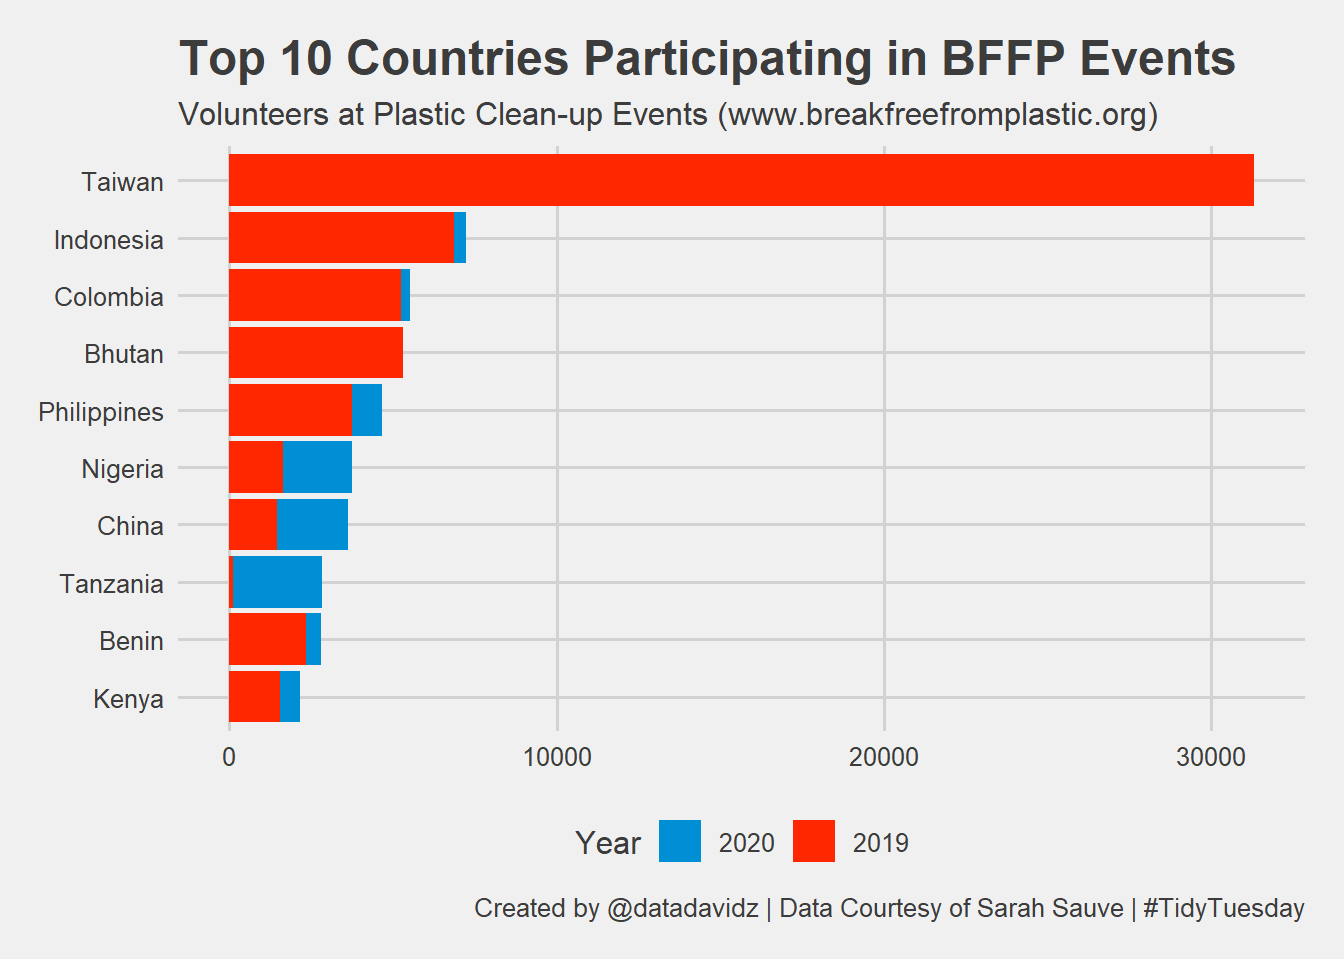 Top 10 Countries Participating in BFFP Events
Volunteers at Plastic Clean-up Events (www.breakfreefromplastic.org)
Taiwan
Indonesia
Colombia
Bhutan
Philippines
Nigeria
China
Tanzania
Benin
Kenya
0 10000 20000 30000
Year 2020 2019
Created by @datadavidz | Data Courtesy of Sarah Sauve | #TidyTuesday